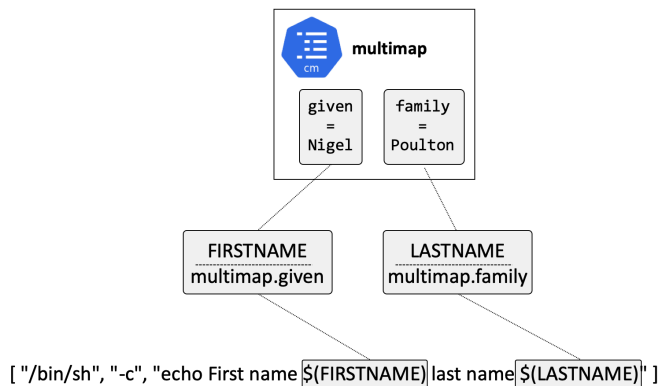 multimap
cm
given
=
Nigel
family
=
Poulton
FIRSTNAME
multimap.given
LASTNAME
multimap.family
[ "/bin/sh", "-c", "echo First name $(FIRSTNAME) last name $(LASTNAME)" ]